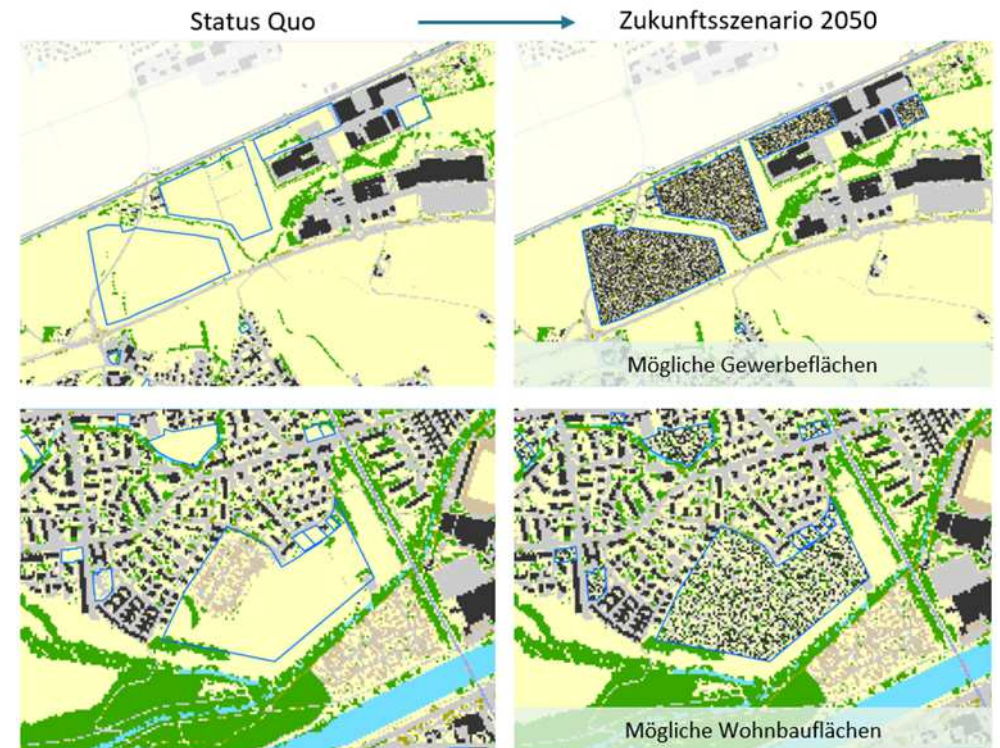 Status Quo
Zukunftsszenario 2050
Mögliche Gewerbeflächen
Mögliche Wohnbauflächen